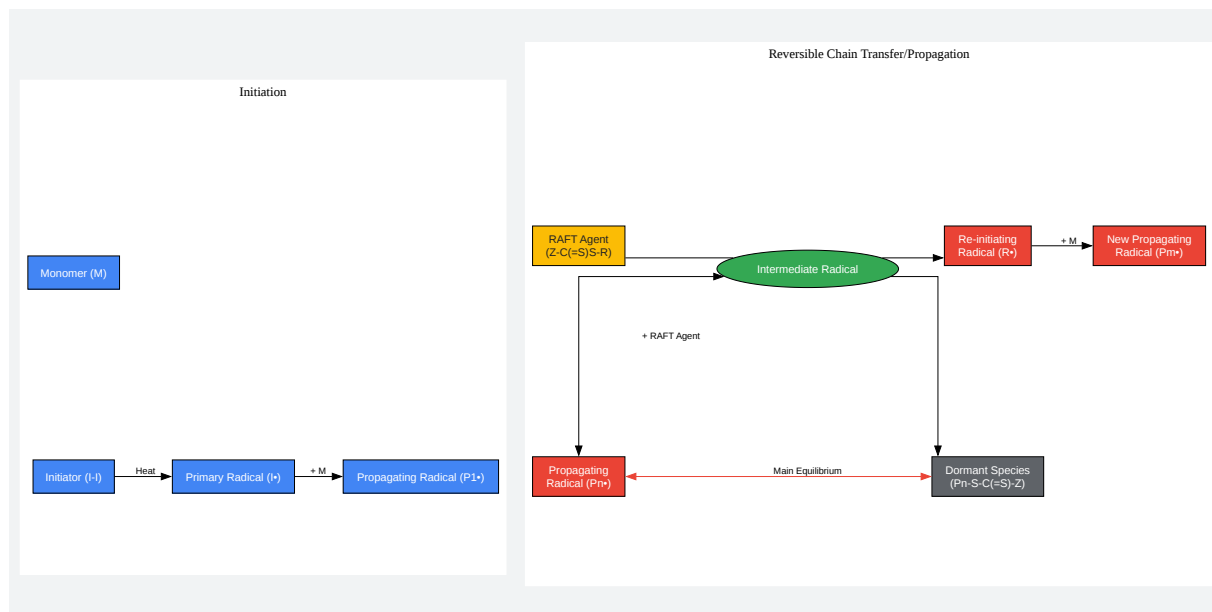 Initiation
Monomer (M)
Initiator (I-I)
Heat
Primary Radical (I•)
+ M
Propagating Radical (P1•)
Reversible Chain Transfer/Propagation
RAFT Agent
(Z-C(=S)S-R)
Intermediate Radical
Re-initiating
Radical (R•)
+ M
New Propagating
Radical (Pm•)
+ RAFT Agent
Propagating
Radical (Pn•)
Main Equilibrium
Dormant Species
(Pn-S-C(=S)-Z)